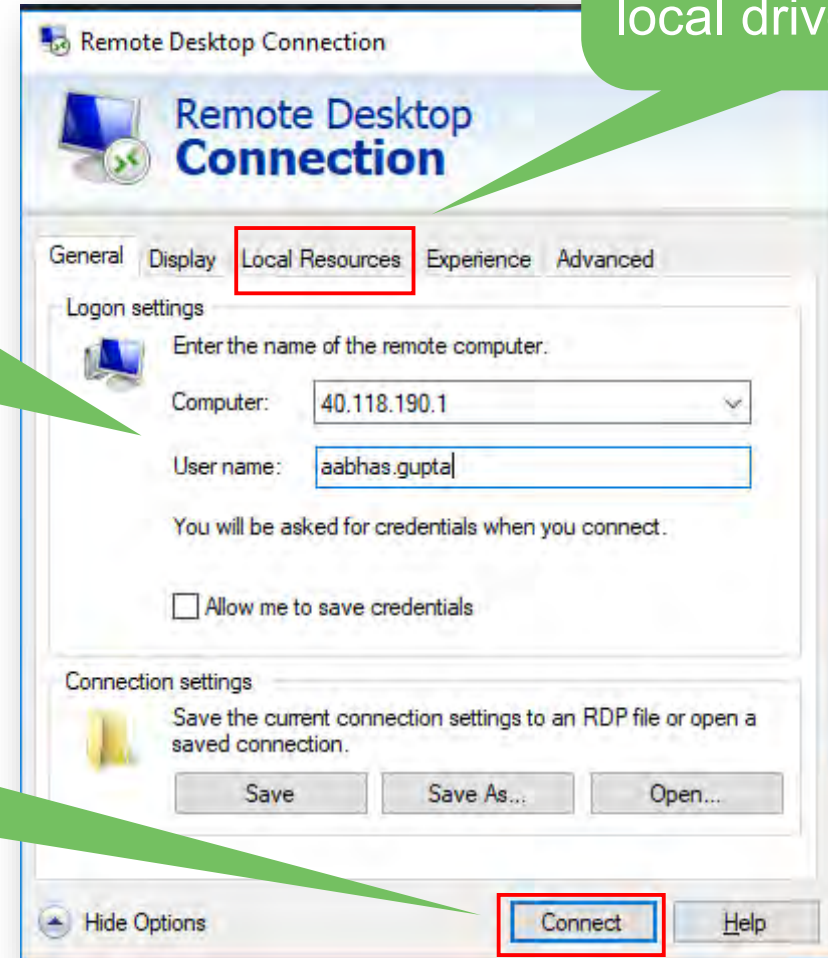 local driv
Remote Desktop Connection
Remote Desktop
Connection
General Display Local Resources Experience Advanced
Logon settings
Enter the name of the remote computer.
Computer: 40.118.190.1
User name: aabhas.gupta
You will be asked for credentials when you connect.
Allow me to save credentials
Connection settings
Save the current connection settings to an RDP file or open a
saved connection.
Save Save As... Open...
Hide Options Connect Help